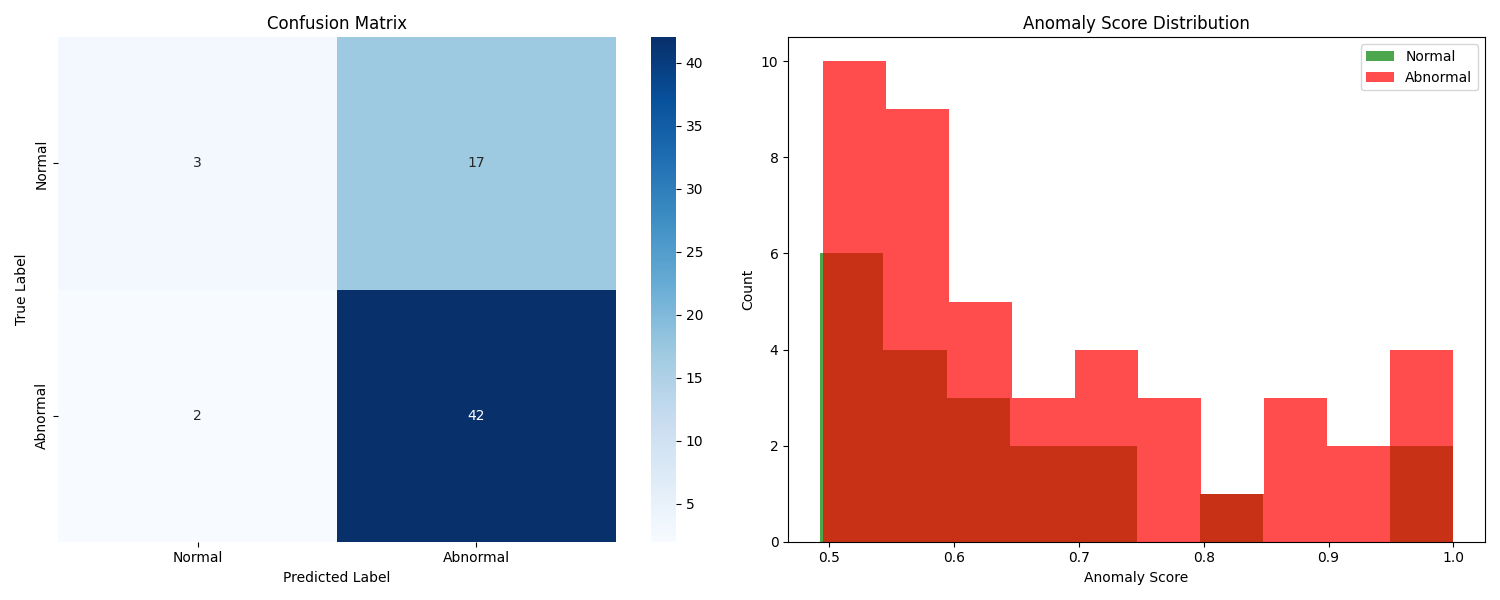 Confusion Matrix
Normal
Abnormal
True Label
3
17
2
42
Normal
Abnormal
Predicted Label
40
35
30
25
20
15
10
5
Anomaly Score Distribution
Normal
Abnormal
10
8
6
4
2
0
Count
0.5
0.6
0.7
0.8
0.9
1.0
Anomaly Score